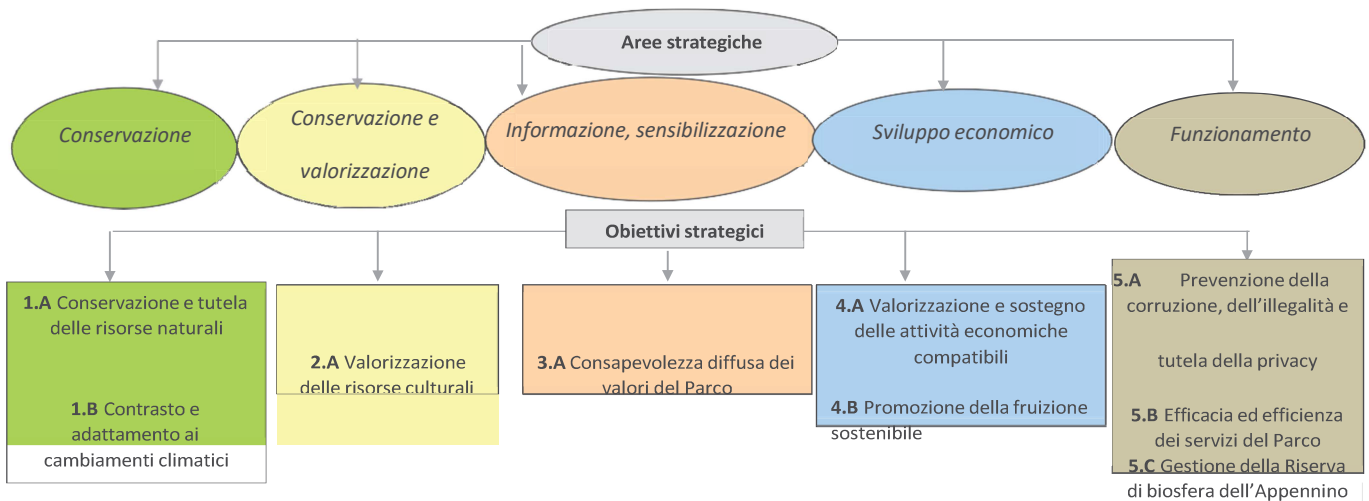 Aree strategiche
Conservazione
Conservazione e
valorizzazione
Informazione, sensibilizzazione
Sviluppo economico
Funzionamento
Obiettivi strategici
1.A Conservazione e tutela
delle risorse naturali
1.B Contrasto e
adattamento ai
cambiamenti climatici
2.A Valorizzazione
delle risorse culturali
3.A Consapevolezza diffusa dei
valori del Parco
4.A Valorizzazione e sostegno
delle attività economiche
compatibili
4.B Promozione della fruizione
sostenibile
5.A Prevenzione della
corruzione, dell'illegalità e
tutela della privacy
5.B Efficacia ed efficienza
dei servizi del Parco
5.C Gestione della Riserva
di biosfera dell'Appennino